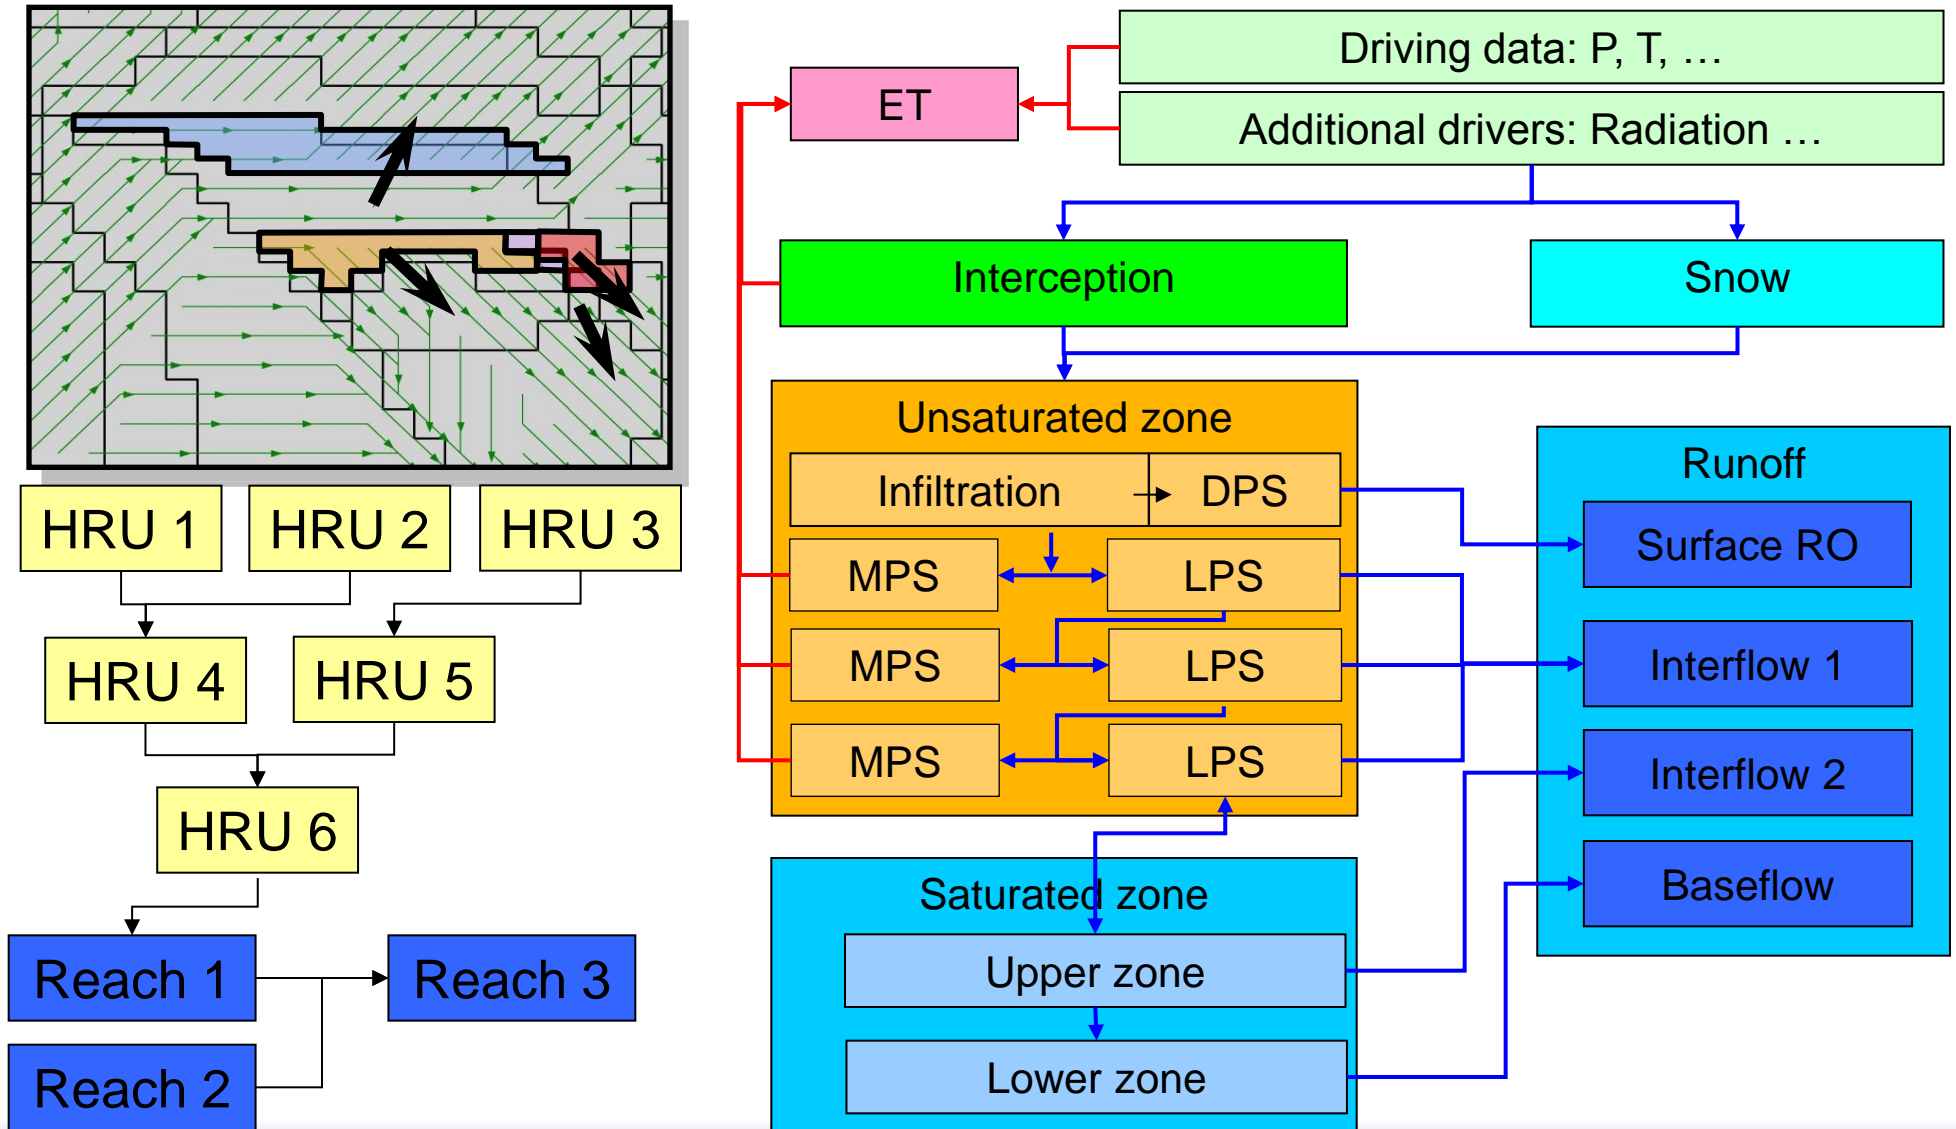 HRU 1
HRU 2
HRU 3
HRU 4
HRU 5
HRU 6
Reach 1
Reach 3
Reach 2
Driving data: P, T, …
ET
Additional drivers: Radiation …
Interception
Snow
Unsaturated zone
Infiltration
DPS
MPS
LPS
MPS
LPS
MPS
LPS
Saturated zone
Upper zone
Lower zone
Runoff
Surface RO
Interflow 1
Interflow 2
Baseflow